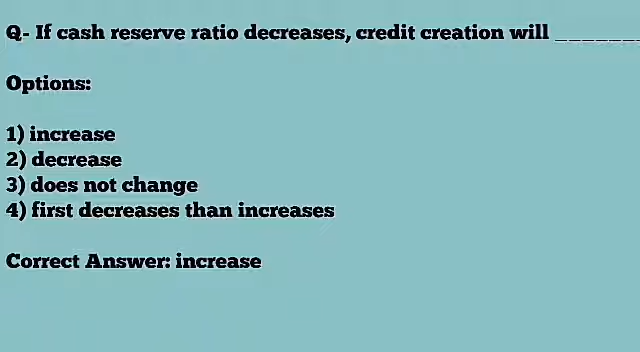 Q- If cash reserve ratio decreases, credit creation will ______
Options:
1) increase
2) decrease
3) does not change
4) first decreases than increases
Correct Answer: increase